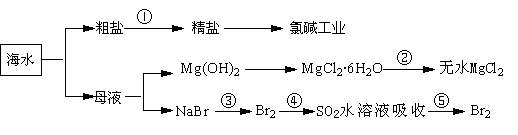 粗盐 ① 精盐 氯碱工业
海水
Mg(OH)₂ MgCl₂·6H₂O ② 无水MgCl₂
母液
NaBr ③ Br₂ ④ SO₂水溶液吸收 ⑤ Br₂